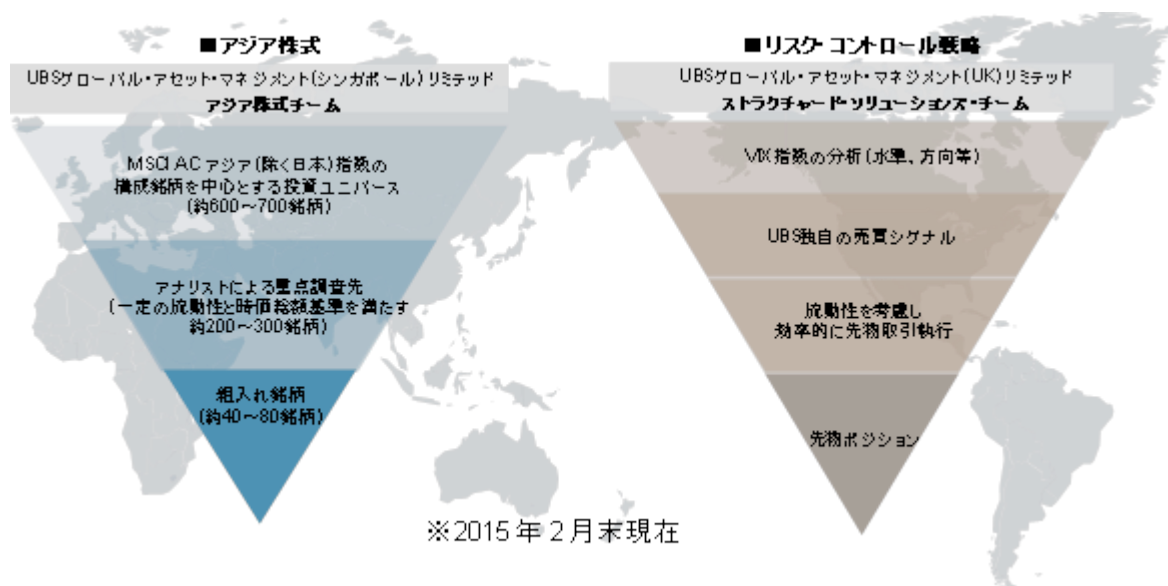 ■アジア株式
UBSグローバル・アセット・マネジメント(シンガポール)リミテッド
アジア株式チーム
MSCI ACアジア(除く日本)指数の
構成銘柄を中心とする投資ユニバース
(約600～700銘柄)
アナリストによる重点調査先
(一定の流動性と時価総額基準を満たす
約200～300銘柄)
組入れ銘柄
(約40～80銘柄)
■リスク・コントロール戦略
UBSグローバル・アセット・マネジメント(UK)リミテッド
ストラクチャード・ソリューションズ・チーム
VIX指数の分析(水準、方向等)
UBS独自の売買シグナル
流動性を考慮し
効率的に先物取引執行
先物ポジション
※2015年2月末現在